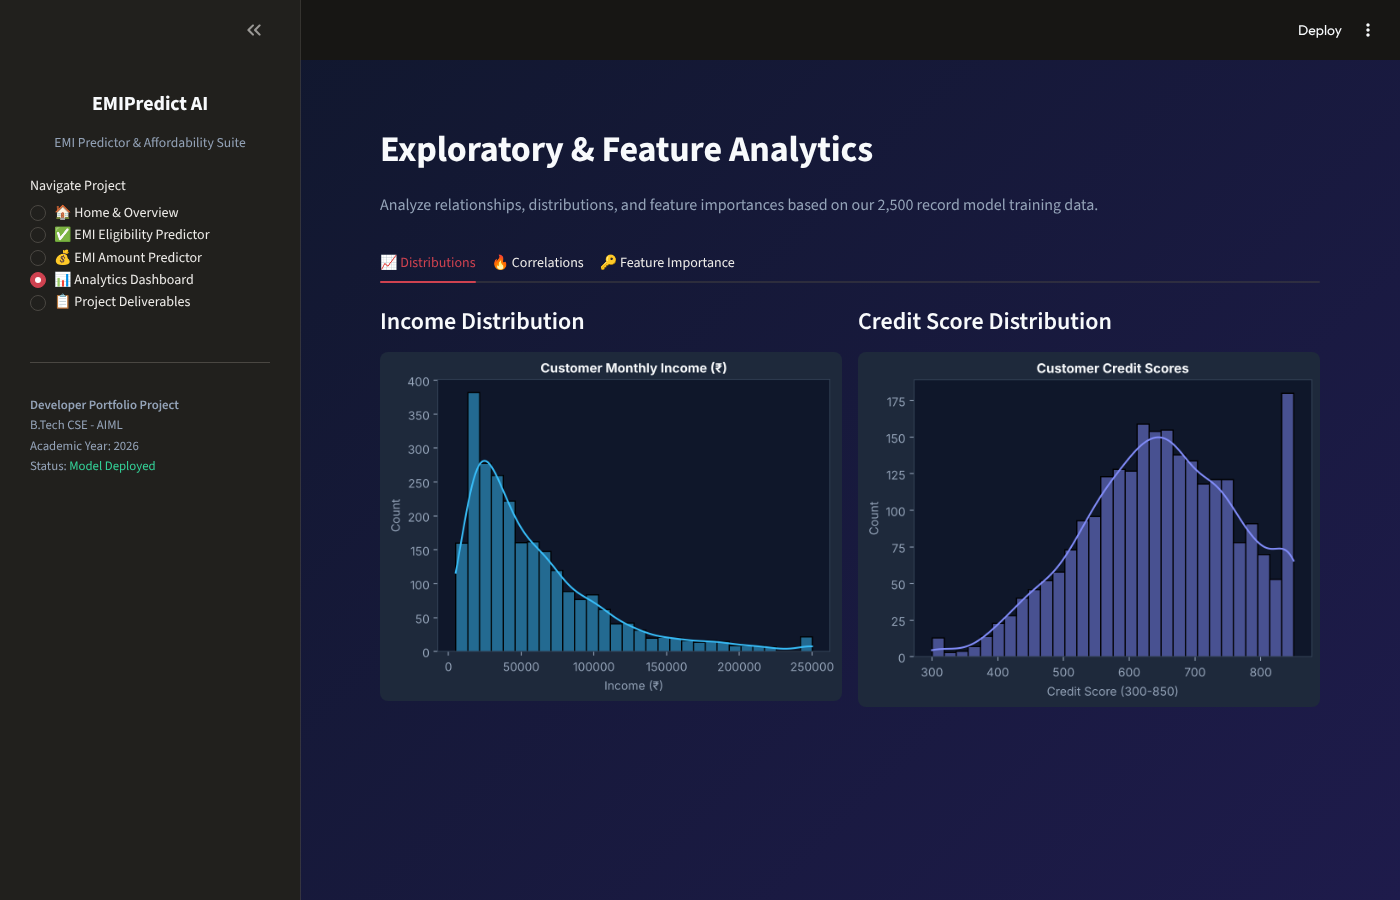 Deploy
EMIPredict AI
EMI Predictor & Affordability Suite
Navigate Project
🏠 Home & Overview
✅ EMI Eligibility Predictor
💰 EMI Amount Predictor
📊 Analytics Dashboard
📋 Project Deliverables
Developer Portfolio Project
B.Tech CSE - AIML
Academic Year: 2026
Status: Model Deployed
Exploratory & Feature Analytics
Analyze relationships, distributions, and feature importances based on our 2,500 record model training data.
📈 Distributions 🔥 Correlations 🔑 Feature Importance
Income Distribution
Customer Monthly Income (₹)
400
350
300
250
200
150
100
50
0
Count
0 50000 100000 150000 200000 250000
Income (₹)
Credit Score Distribution
Customer Credit Scores
175
150
125
100
75
50
25
0
Count
300 400 500 600 700 800
Credit Score (300-850)